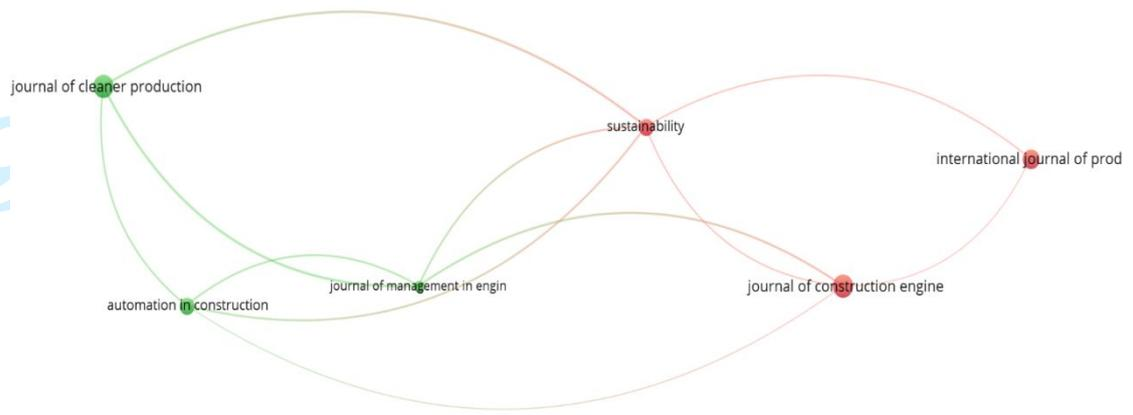 journal of cleaner production
sustainability
international journal of prod
journal of management in engin
journal of construction engine
automation in construction